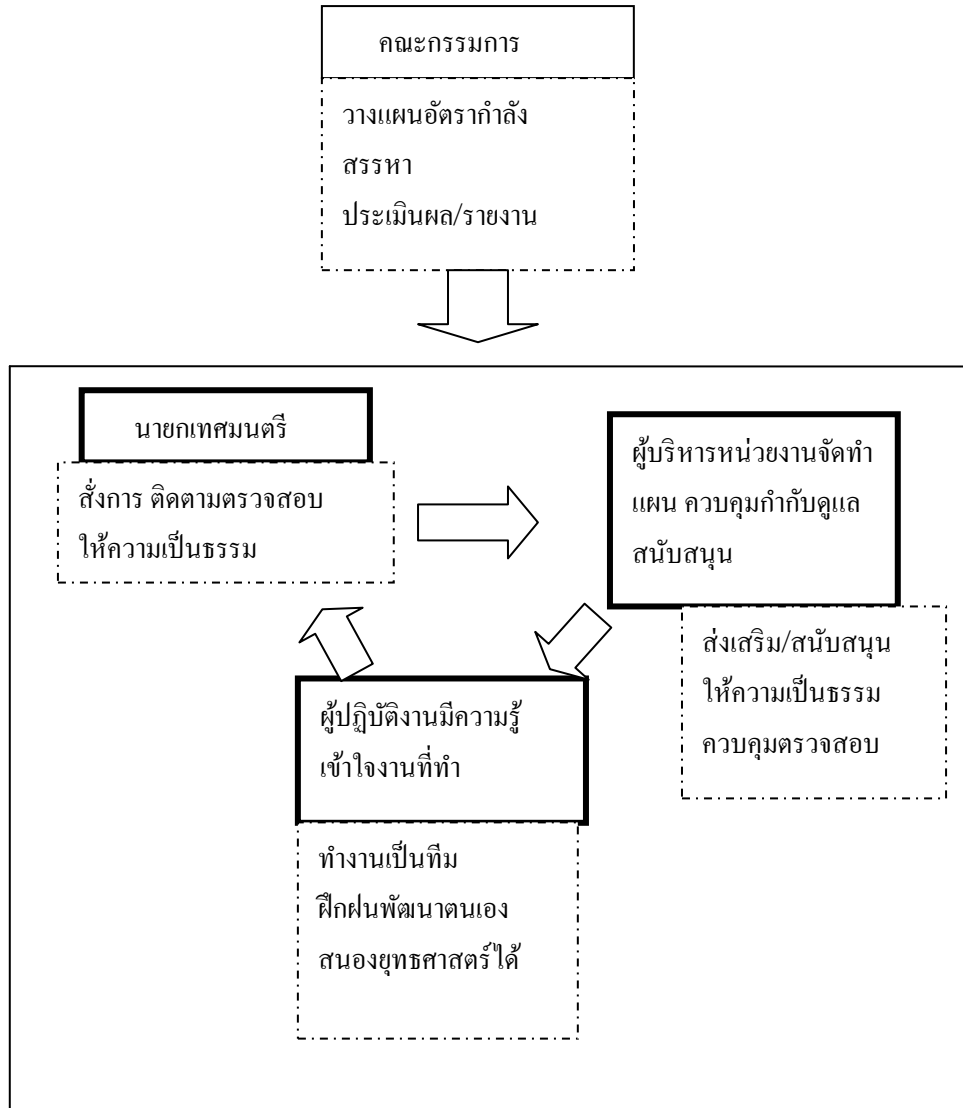 คณะกรรมการ
วางแผนอัตรากำลัง
สรรหา
ประเมินผล/รายงาน
นายกเทศมนตรี
สั่งการ ติดตามตรวจสอบ
ให้ความเป็นธรรม
ผู้บริหารหน่วยงานจัดทำ
แผน ควบคุมกำกับดูแล
สนับสนุน
ส่งเสริม/สนับสนุน
ให้ความเป็นธรรม
ควบคุมตรวจสอบ
ผู้ปฏิบัติงานมีความรู้
เข้าใจงานที่ทำ
ทำงานเป็นทีม
ฝึกฝนพัฒนาตนเอง
สนองยุทธศาสตร์ได้